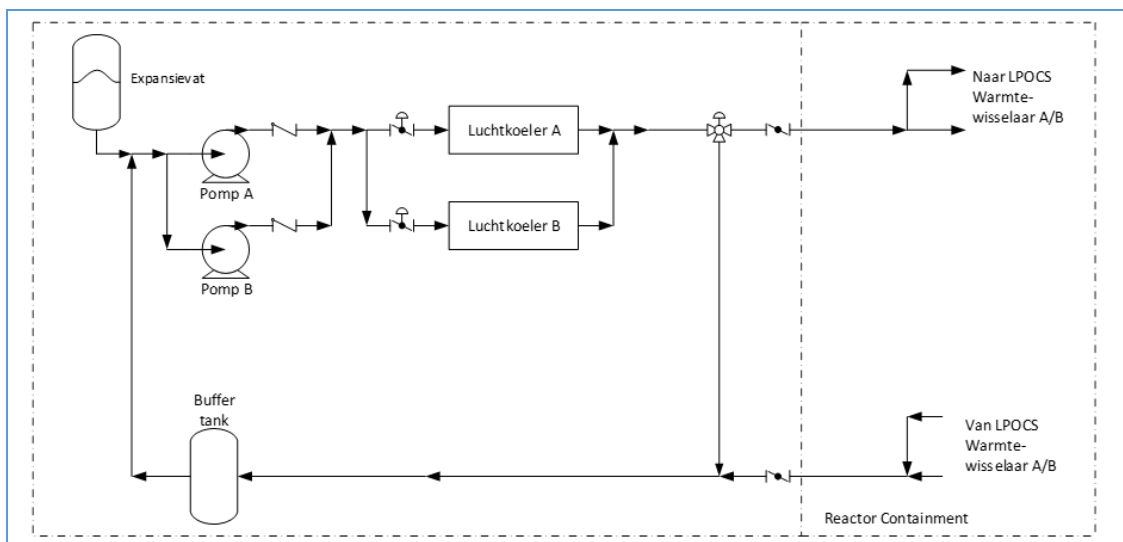 Expansievat
Naar LPOCS
Warmte-
wisselaar A/B
Luchtkoeler A
Pomp A
Luchtkoeler B
Pomp B
Buffer
tank
Van LPOCS
Warmte-
wisselaar A/B
Reactor Containment